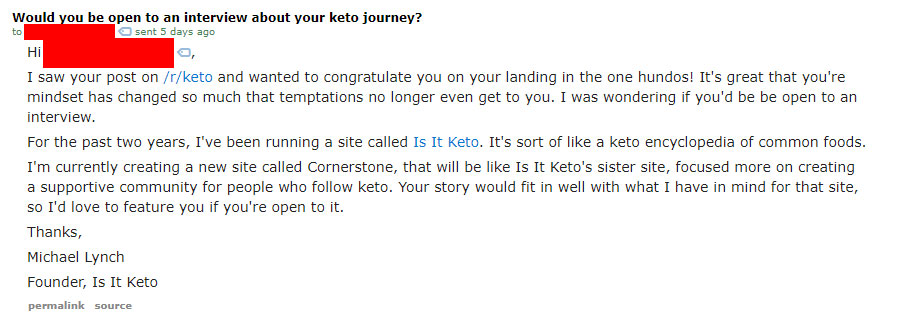 Would you be open to an interview about your keto journey?
to sent 5 days ago
Hi ,
I saw your post on /r/keto and wanted to congratulate you on your landing in the one hundos! It's great that you're
mindset has changed so much that temptations no longer even get to you. I was wondering if you'd be be open to an
interview.
For the past two years, I've been running a site called Is It Keto. It's sort of like a keto encyclopedia of common foods.
I'm currently creating a new site called Cornerstone, that will be like Is It Keto's sister site, focused more on creating
a supportive community for people who follow keto. Your story would fit in well with what I have in mind for that site,
so I'd love to feature you if you're open to it.
Thanks,
Michael Lynch
Founder, Is It Keto
permalink source